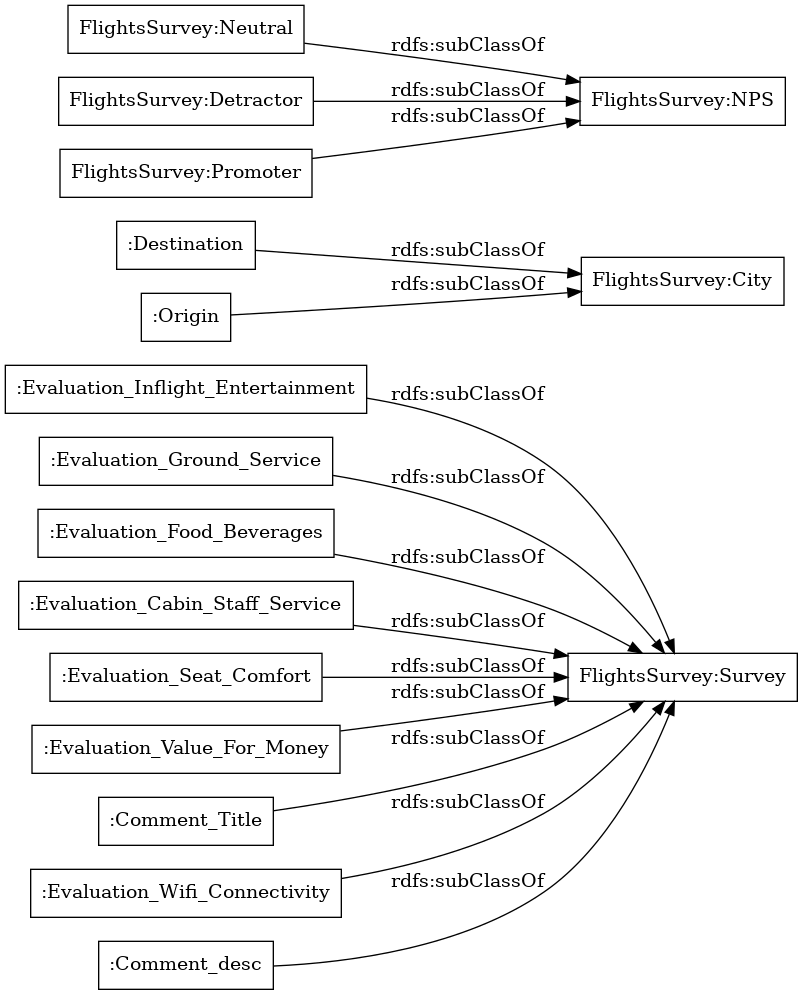 FlightsSurvey:Neutral
rdfs:subClassOf
FlightsSurvey:Detractor
rdfs:subClassOf
FlightsSurvey:NPS
rdfs:subClassOf
FlightsSurvey:Promoter
:Destination
rdfs:subClassOf
FlightsSurvey:City
rdfs:subClassOf
:Origin
:Evaluation_Inflight_Entertainment
rdfs:subClassOf
:Evaluation_Ground_Service
rdfs:subClassOf
:Evaluation_Food_Beverages
rdfs:subClassOf
:Evaluation_Cabin_Staff_Service
rdfs:subClassOf
:Evaluation_Seat_Comfort
rdfs:subClassOf
FlightsSurvey:Survey
rdfs:subClassOf
:Evaluation_Value_For_Money
rdfs:subClassOf
:Comment_Title
rdfs:subClassOf
:Evaluation_Wifi_Connectivity
rdfs:subClassOf
:Comment_desc